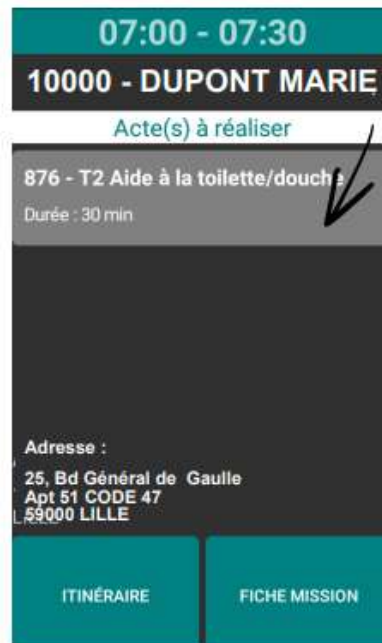 07:00 - 07:30
10000 - DUPONT MARIE
Acte(s) à réaliser
876 - T2 Aide à la toilette/douche
Durée : 30 min
Adresse :
25, Bd Général de Gaulle
Apt 51 CODE 47
59000 LILLE
ITINÉRAIRE
FICHE MISSION